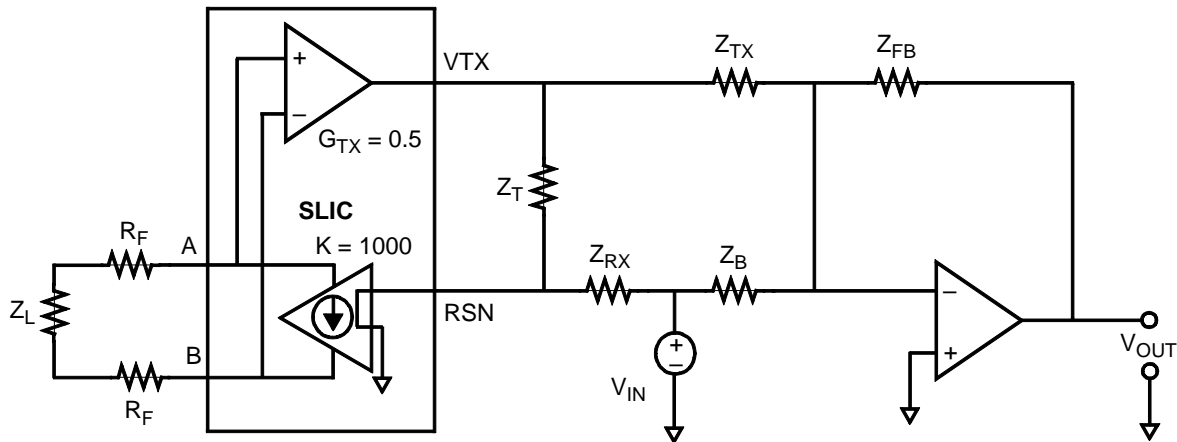 Z_TX
Z_FB
+
VTX
−
G_TX = 0.5
Z_T
SLIC
R_F
A
K = 1000
Z_RX
Z_B
−
RSN
Z_L
+
B
+
−
V_OUT
V_IN
R_F